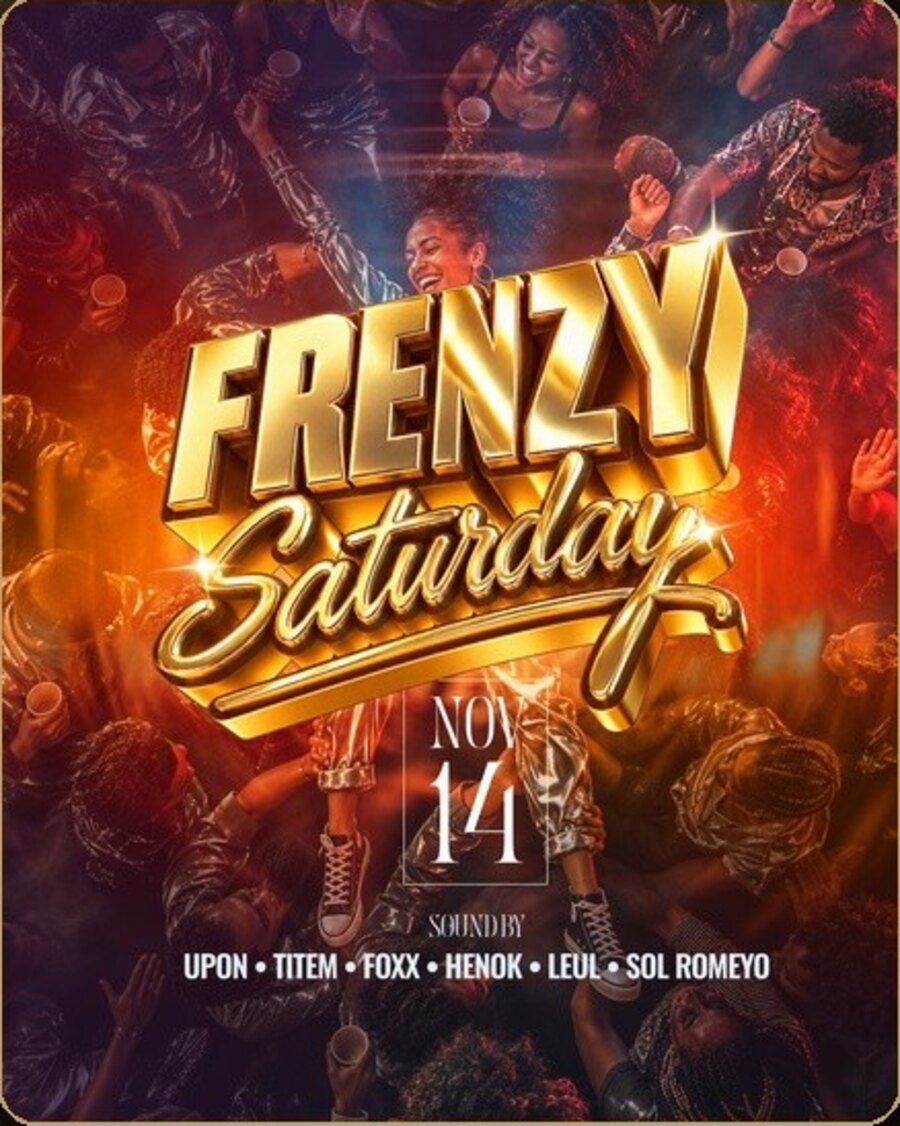 FRENZY
Saturday
NOV
14
SOUND BY
UPON • TITEM • FOXX • HENOK • LEUL • SOL ROMEYO